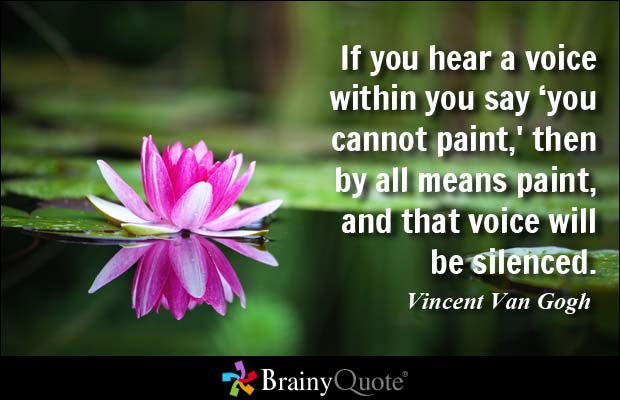 If you hear a voice
within you say ‘you
cannot paint,' then
by all means paint,
and that voice will
be silenced.
Vincent Van Gogh
BrainyQuote®